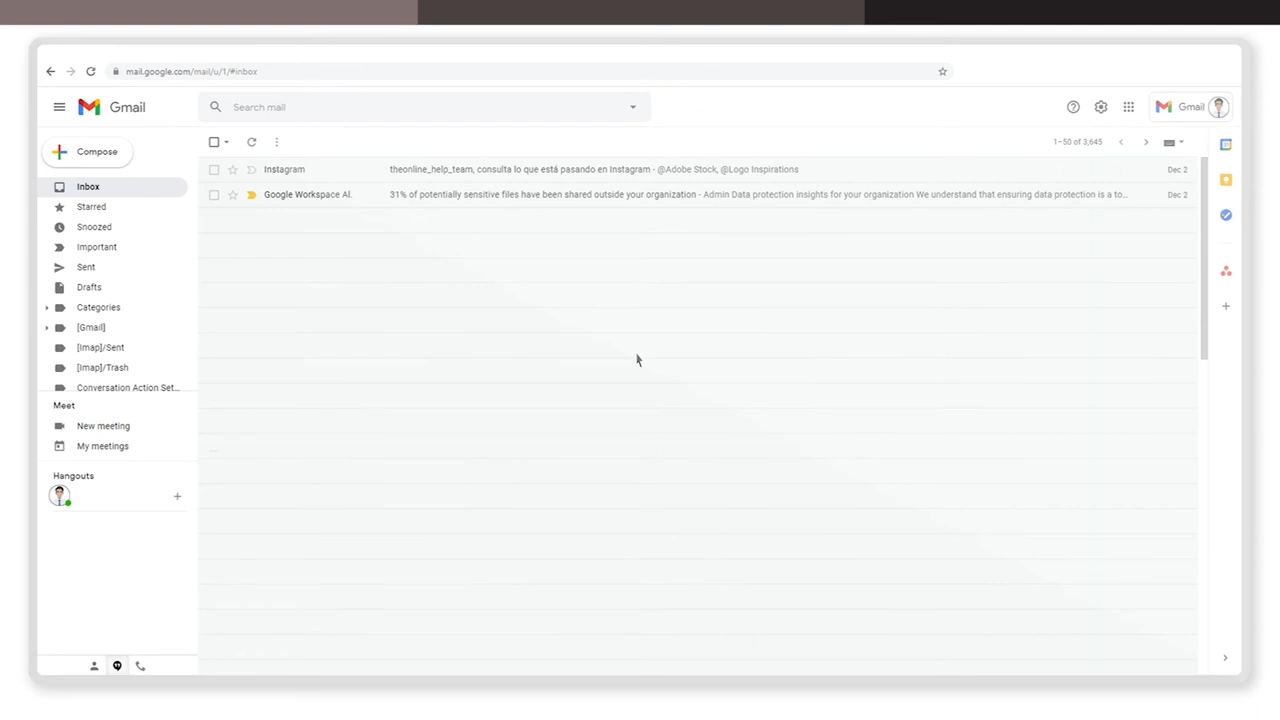 mail.google.com/mail/u/1/#inbox
Gmail
Search mail
Gmail
Compose
1–50 of 3,645
Inbox
Instagram
theonline_help_team, consulta lo que está pasando en Instagram - @Adobe Stock, @Logo Inspirations
Dec 2
Google Workspace Al.
31% of potentially sensitive files have been shared outside your organization - Admin Data protection insights for your organization We understand that ensuring data protection is a to…
Dec 2
Starred
Snoozed
Important
Sent
Drafts
Categories
[Gmail]
[Imap]/Sent
[Imap]/Trash
Conversation Action Set…
Meet
New meeting
My meetings
Hangouts